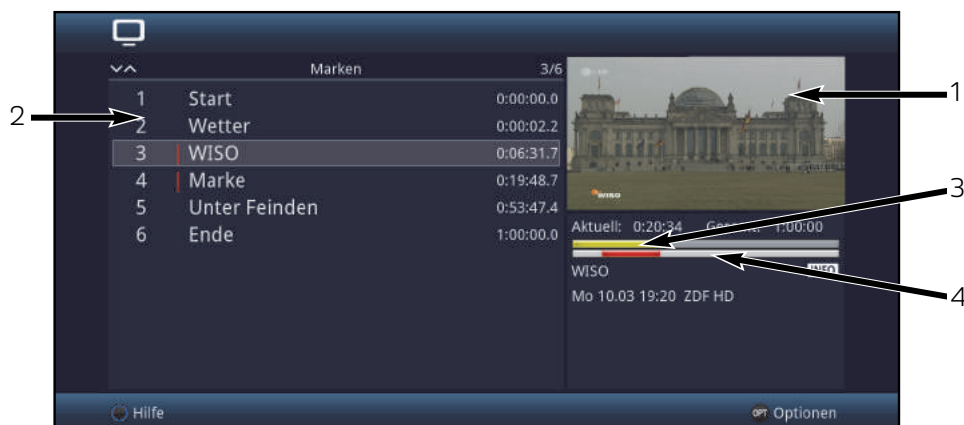 Marken 3/6
1 Start 0:00:00.0
2 Wetter 0:00:02.2
3 WISO 0:06:31.7
4 Marke 0:19:48.7
5 Unter Feinden 0:53:47.4
6 Ende 1:00:00.0
WISO
Aktuell: 0:20:34 1:00:00
WISO INFO
Mo 10.03 19:20 ZDF HD
Hilfe
OPT Optionen
1
2
3
4